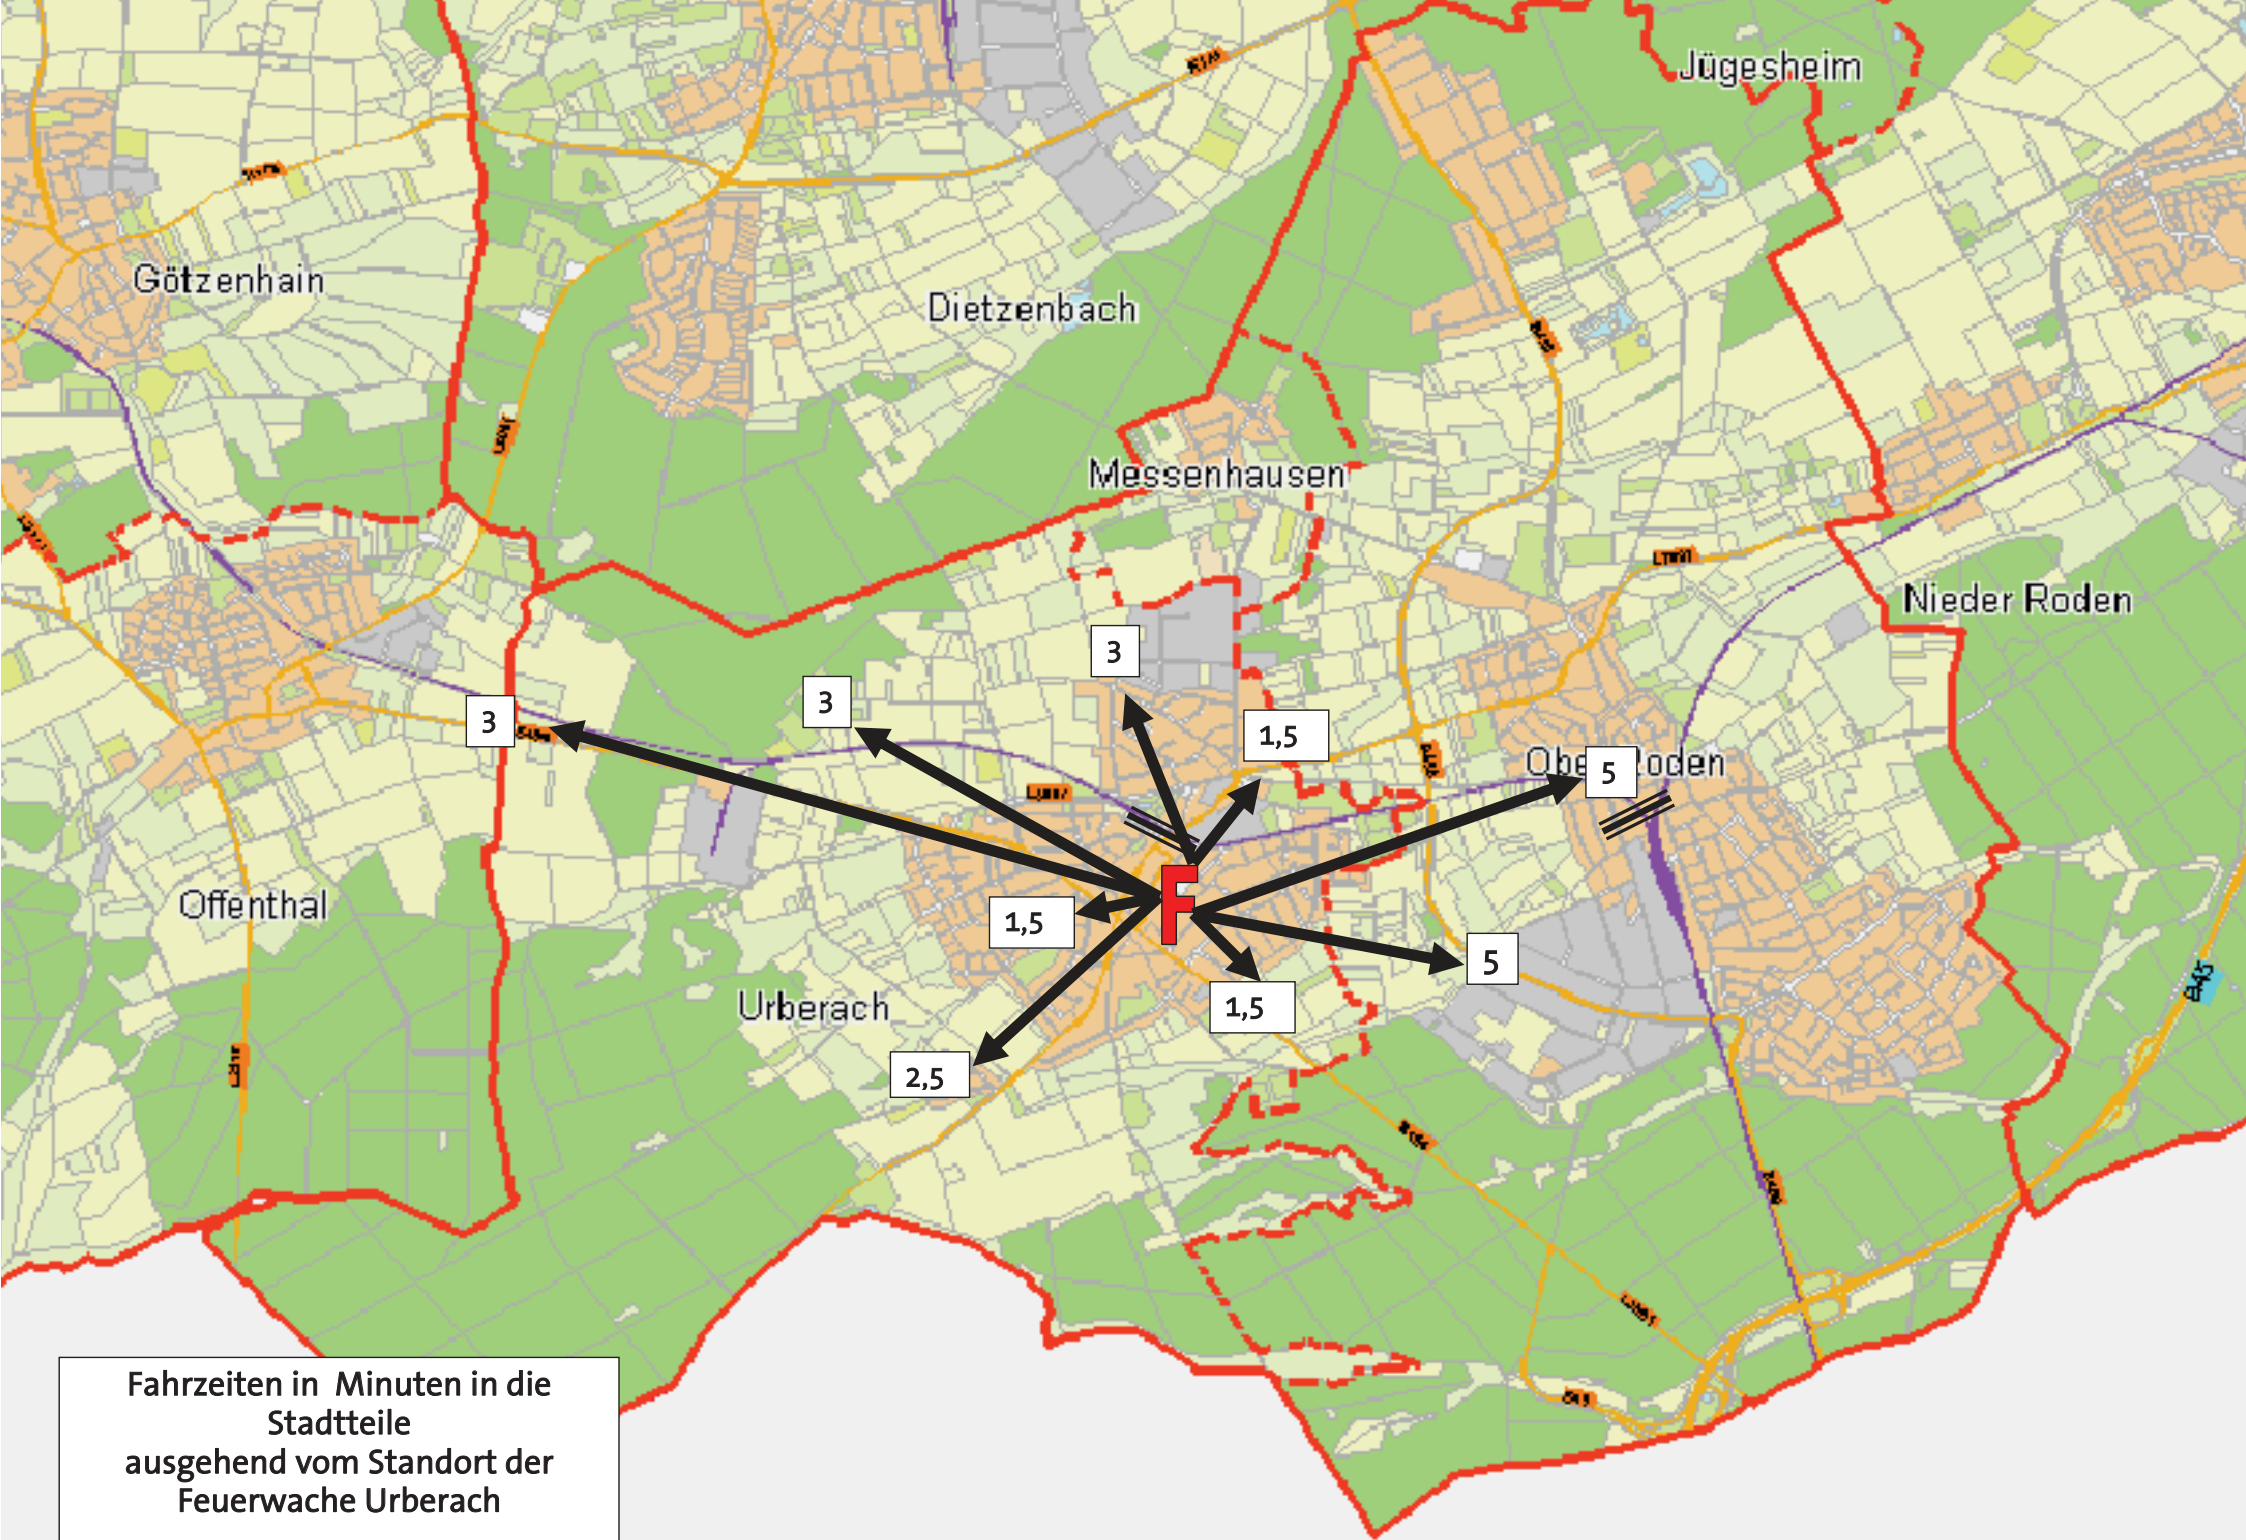 Jügesheim
Götzenhain
Dietzenbach
Messenhausen
Nieder Roden
3
3
3
1,5
Ober Roden
5
Offenthal
1,5
5
Urberach
1,5
2,5
F
Fahrzeiten in Minuten in die
Stadtteile
ausgehend vom Standort der
Feuerwache Urberach